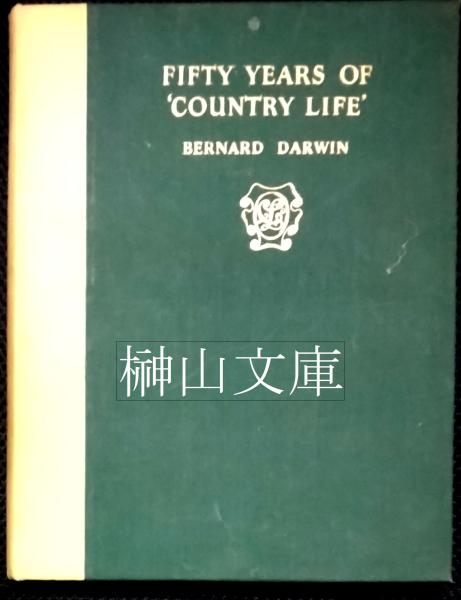 FIFTY YEARS OF
'COUNTRY LIFE'
BERNARD DARWIN
榊山文庫